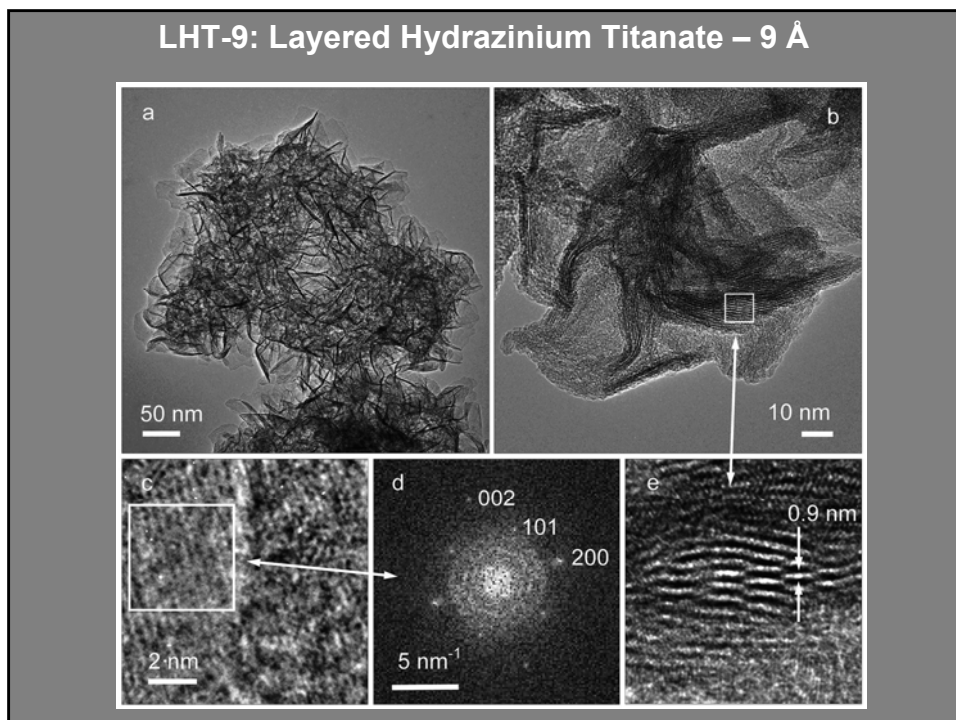 LHT-9: Layered Hydrazinium Titanate – 9 Å
a
b
50 nm
10 nm
c
d
e
002
101
200
0.9 nm
2 nm
5 nm⁻¹